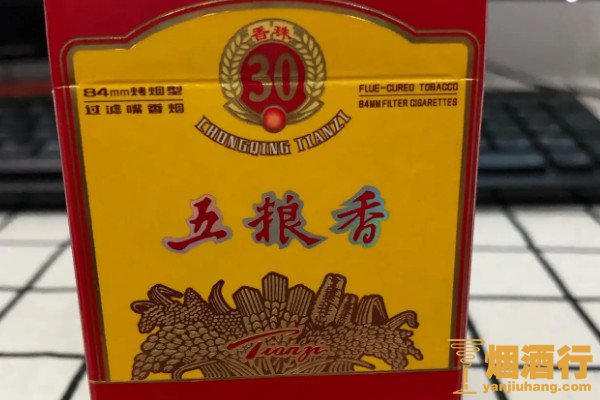 香珠
30
84mm烤烟型
过滤嘴香烟
FLUE-CURED TOBACCO
84MM FILTER CIGARETTES
CHONGQING TIANZI
五粮香
Tianzi
烟酒行
yanjiuhang.com